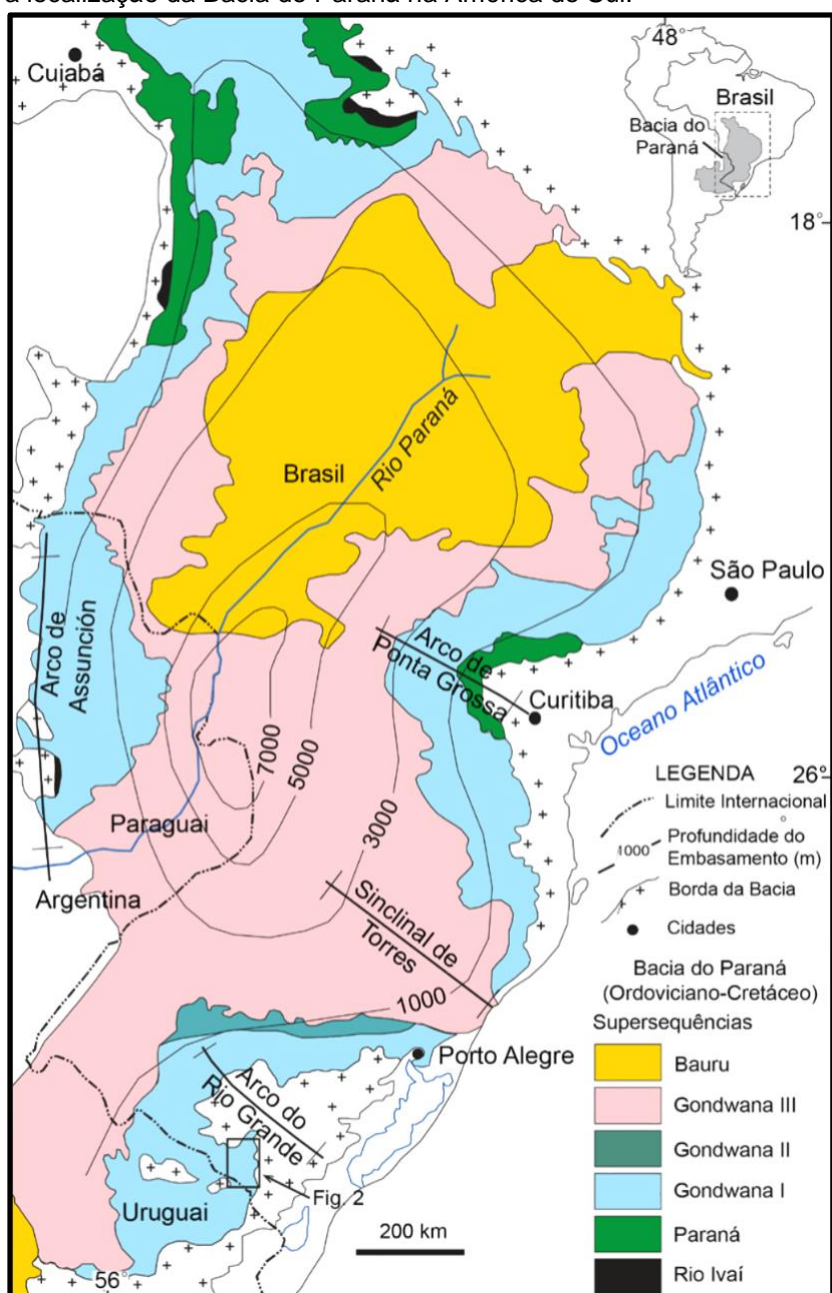 a localização da Bacia do Paraná na América do Sul.
48°
Cuiabá
Brasil
Bacia do
Paraná
18°
Rio Paraná
Brasil
São Paulo
Arco de
Assunción
Arco de
Ponta Grossa
Curitiba
Oceano Atlântico
7000
5000
3000
26°
Paraguai
Argentina
Sinclinal de
Torres
1000
Porto Alegre
Arco do
Rio Grande
Fig. 2
Uruguai
200 km
56°
LEGENDA
Limite Internacional
1000
Profundidade do
Embasamento (m)
Borda da Bacia
Cidades
Bacia do Paraná
(Ordoviciano-Cretáceo)
Supersequências
Bauru
Gondwana III
Gondwana II
Gondwana I
Paraná
Rio Ivaí